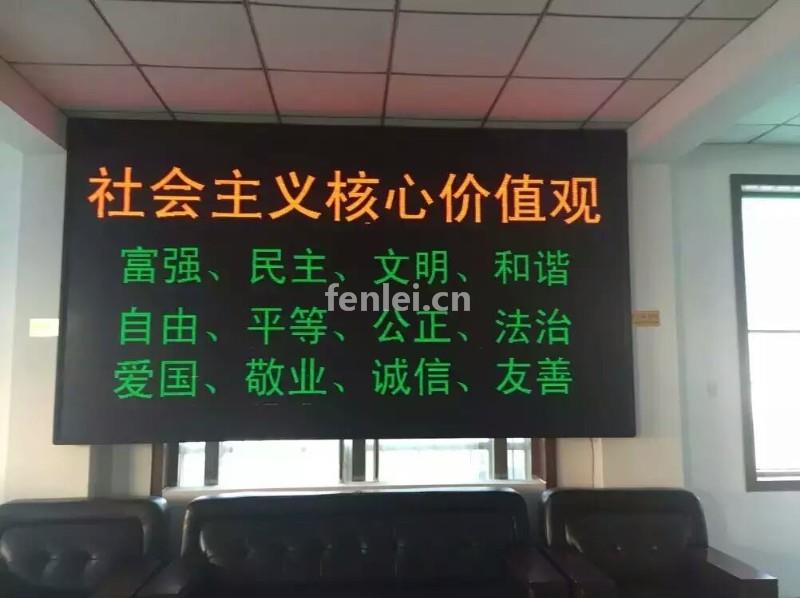 社会主义核心价值观
富强、民主、文明、和谐
fenlei.cn
自由、平等、公正、法治
爱国、敬业、诚信、友善